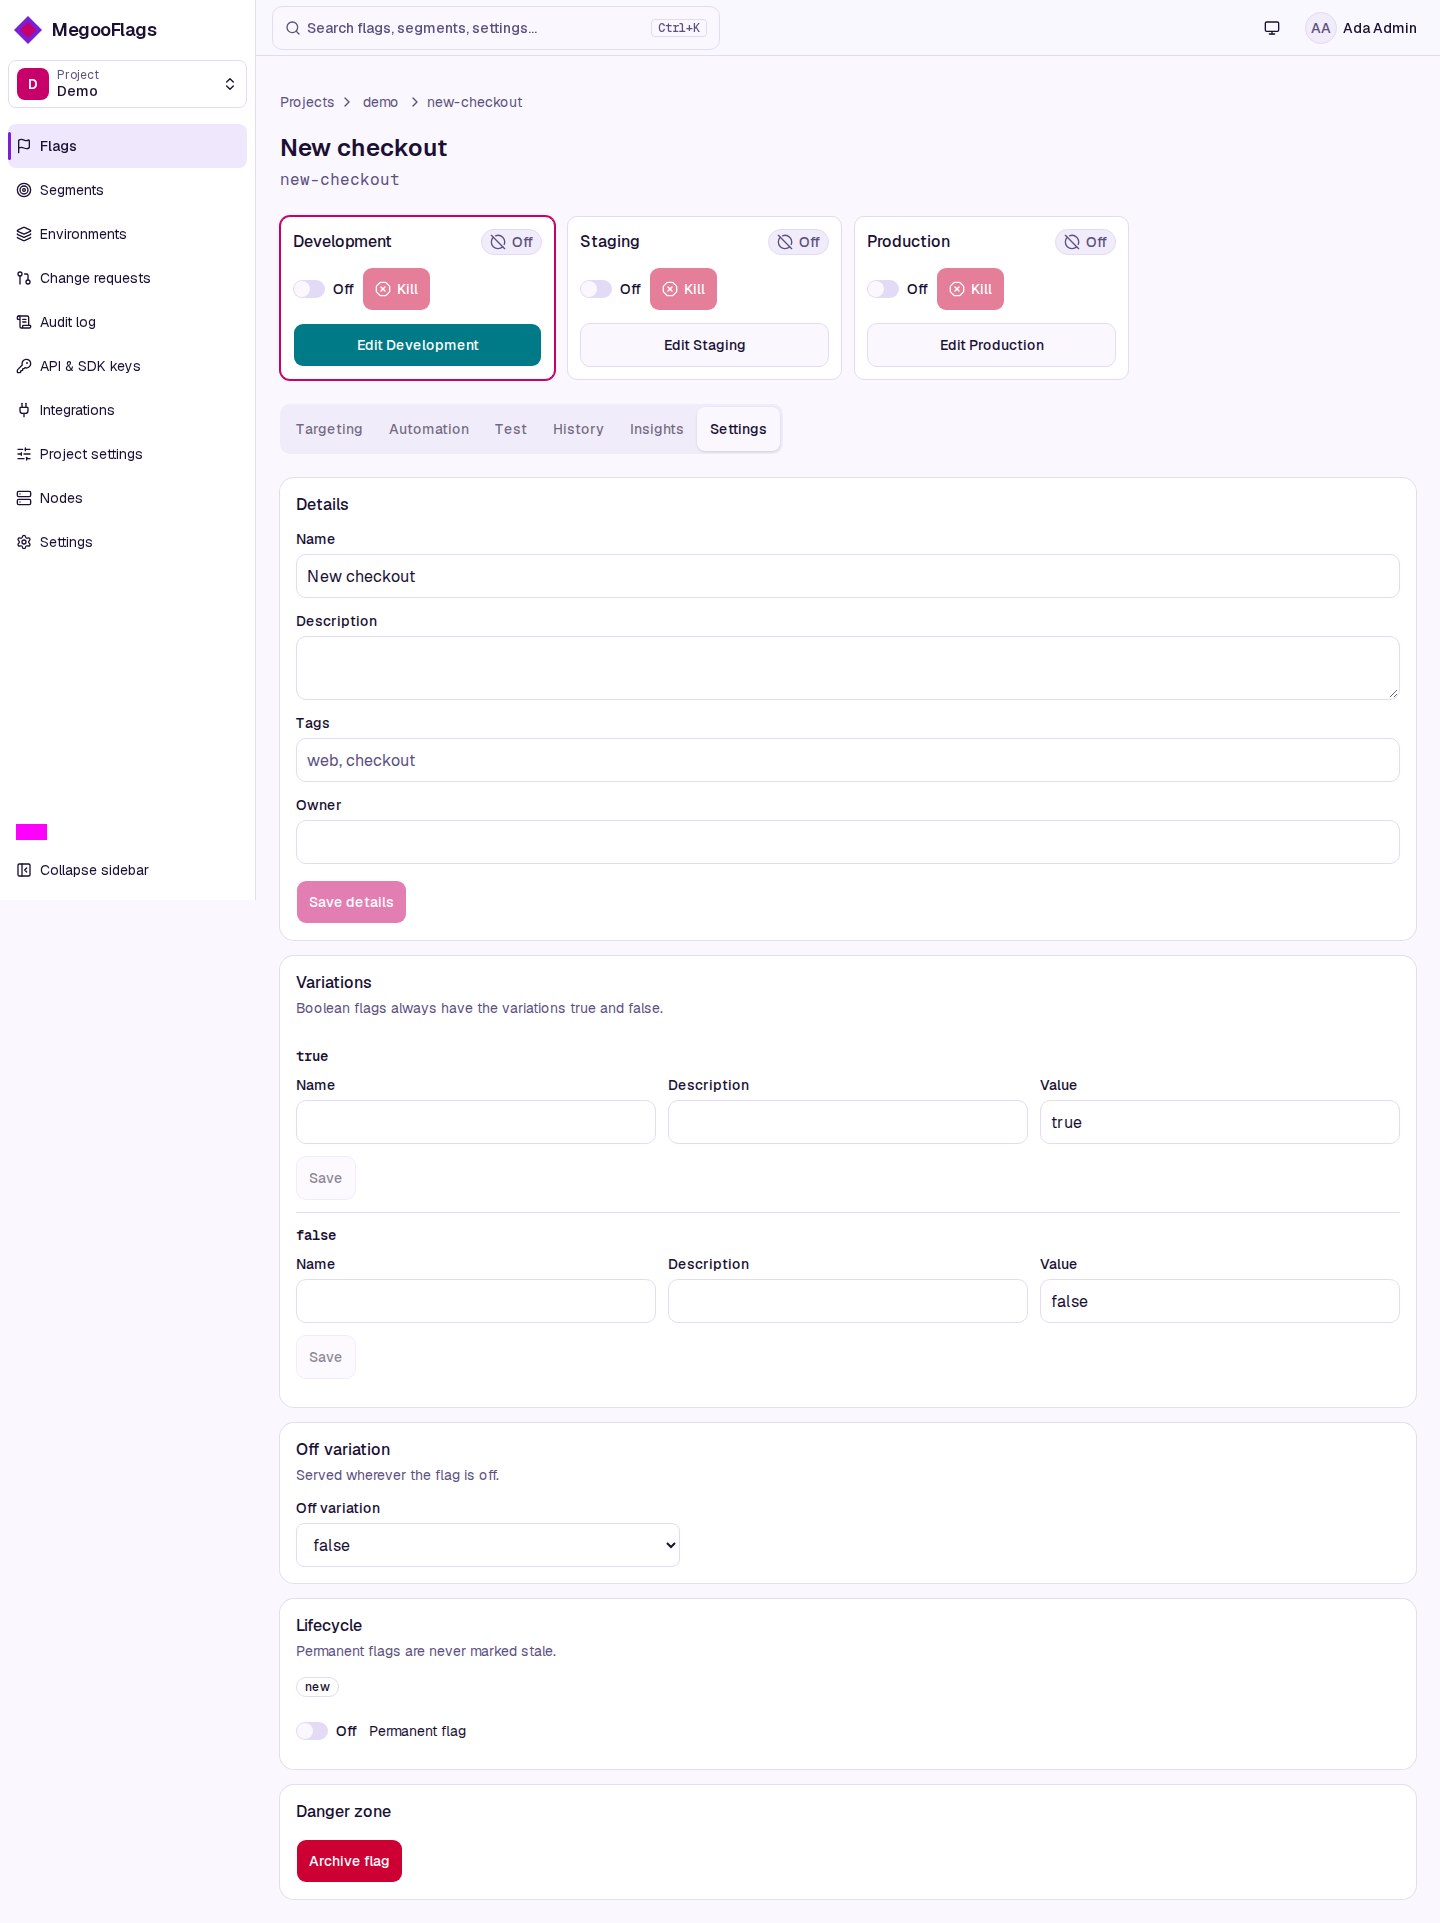 MegooFlags
Search flags, segments, settings...
Ctrl+K
AA
Ada Admin
D
Project
Demo
Flags
Segments
Environments
Change requests
Audit log
API & SDK keys
Integrations
Project settings
Nodes
Settings
Collapse sidebar
Projects > demo > new-checkout
New checkout
new-checkout
Development
Off
Off
Kill
Edit Development
Staging
Off
Off
Kill
Edit Staging
Production
Off
Off
Kill
Edit Production
Targeting Automation Test History Insights Settings
Details
Name
New checkout
Description
Tags
web, checkout
Owner
Save details
Variations
Boolean flags always have the variations true and false.
true
Name Description Value
true
Save
false
Name Description Value
false
Save
Off variation
Served wherever the flag is off.
Off variation
false
Lifecycle
Permanent flags are never marked stale.
new
Off Permanent flag
Danger zone
Archive flag